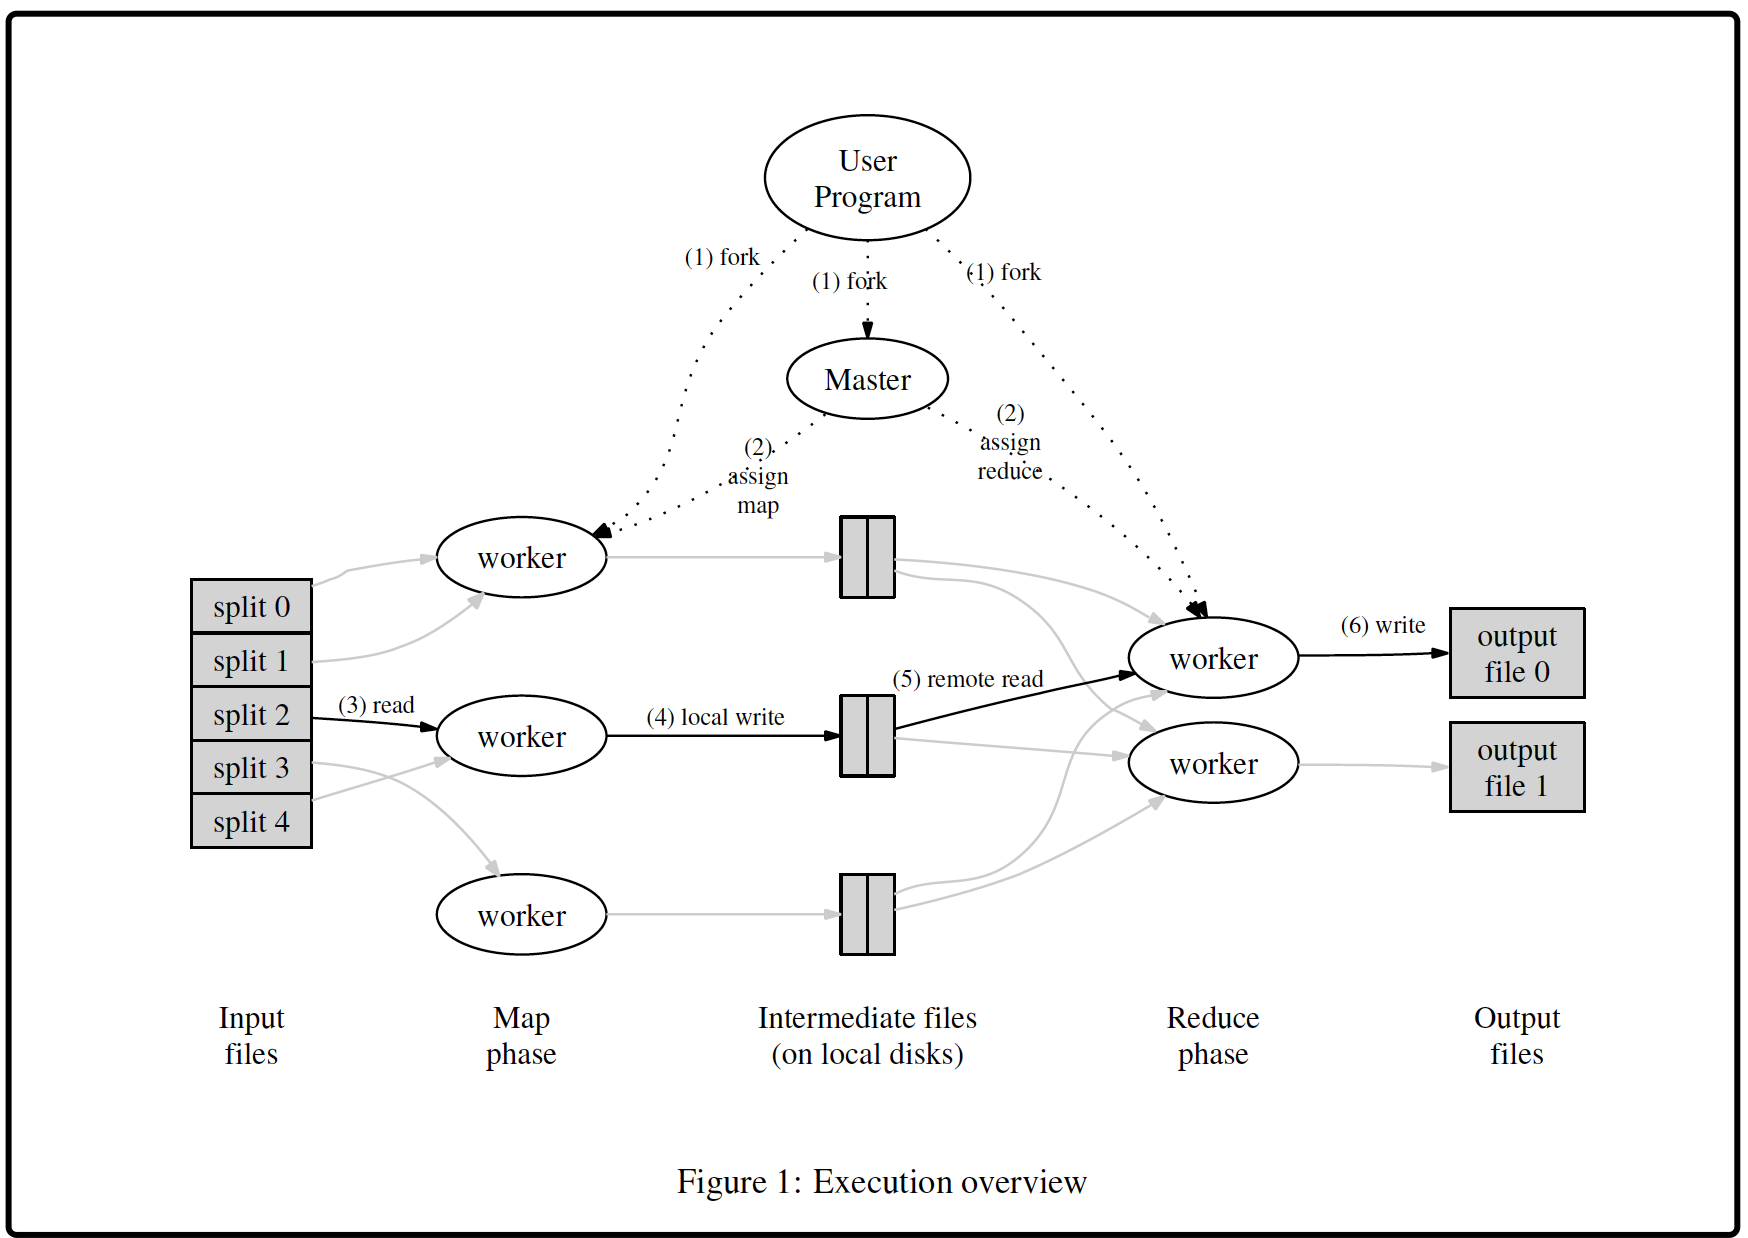 User
Program
(1) fork
(1) fork
(1) fork
Master
(2)
assign
map
(2)
assign
reduce
worker
split 0
split 1
split 2
split 3
split 4
(3) read
worker
(4) local write
worker
(5) remote read
worker
worker
(6) write
output
file 0
output
file 1
Input
files
Map
phase
Intermediate files
(on local disks)
Reduce
phase
Output
files
Figure 1: Execution overview